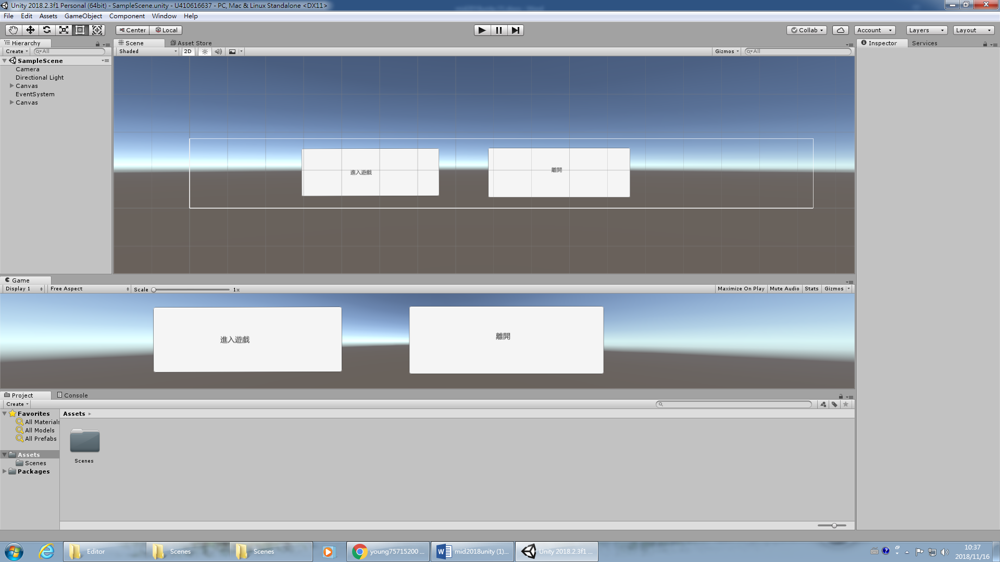 Unity 2018.2.3f1 Personal (64bit) - SampleScene.unity - U410616637 - PC, Mac & Linux Standalone <DX11>
File Edit Assets GameObject Component Window Help
Center Local Collab Account Layers Layout
Hierarchy Scene Asset Store Inspector Services
Create All Shaded 2D Gizmos All
SampleScene
Camera
Directional Light
Canvas
EventSystem
Canvas
進入遊戲 離開
Game
Display 1 Free Aspect Scale 1x Maximize On Play Mute Audio Stats Gizmos
進入遊戲 離開
Project Console
Create
Favorites
All Materials
All Models
All Prefabs
Assets
Scenes
Packages
Assets
Scenes
Editor Scenes Scenes young75715200 ... mid2018unity (1)... Unity 2018.2.3f1 ...
10:37
2018/11/16